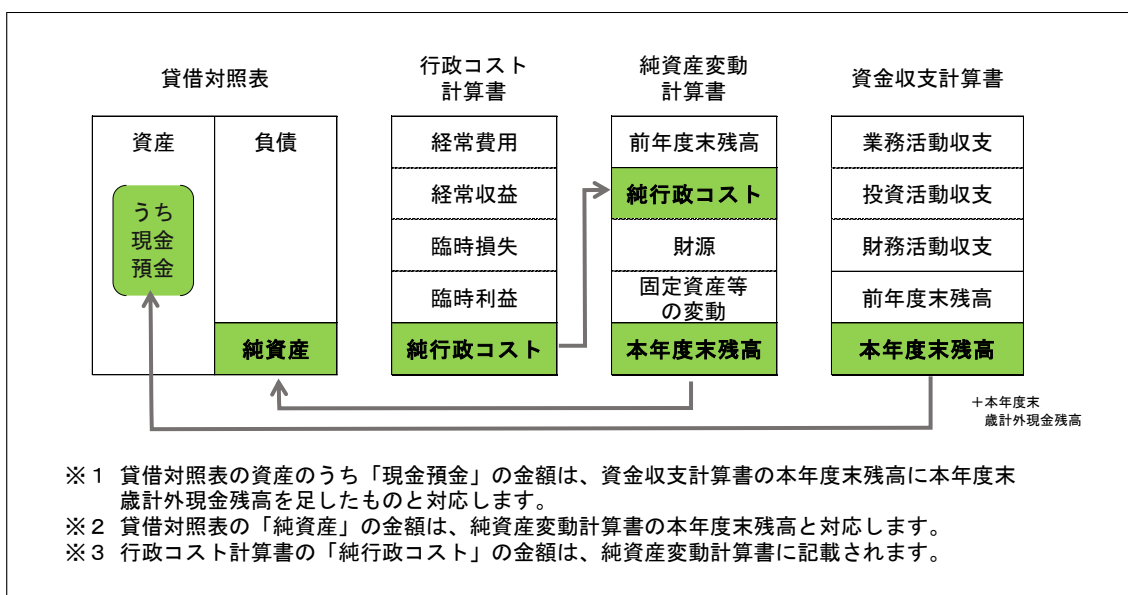 貸借対照表
行政コスト
計算書
純資産変動
計算書
資金収支計算書
資産
うち
現金
預金
負債
純資産
経常費用
経常収益
臨時損失
臨時利益
純行政コスト
前年度末残高
純行政コスト
財源
固定資産等
の変動
本年度末残高
業務活動収支
投資活動収支
財務活動収支
前年度末残高
本年度末残高
＋本年度末
歳計外現金残高
※１ 貸借対照表の資産のうち「現金預金」の金額は、資金収支計算書の本年度末残高に本年度末
歳計外現金残高を足したものと対応します。
※２ 貸借対照表の「純資産」の金額は、純資産変動計算書の本年度末残高と対応します。
※３ 行政コスト計算書の「純行政コスト」の金額は、純資産変動計算書に記載されます。